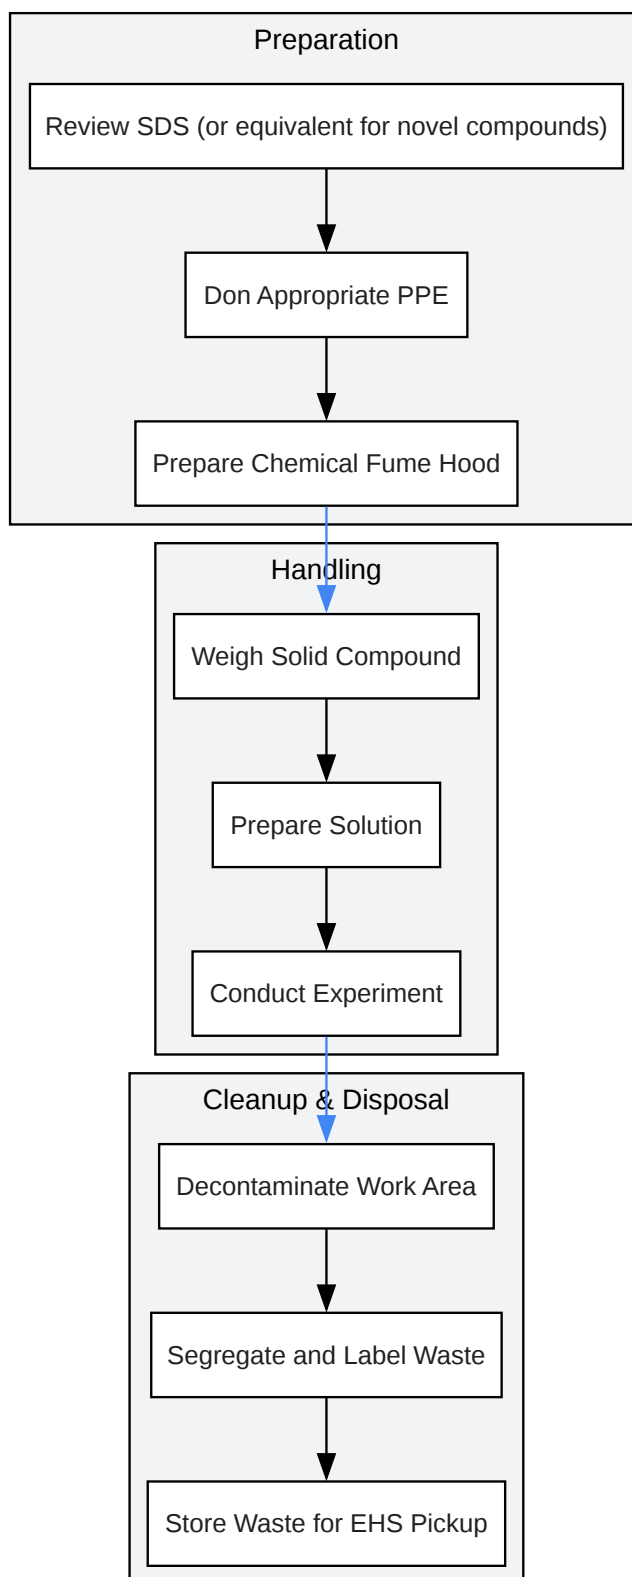 Preparation
Review SDS (or equivalent for novel compounds)
Don Appropriate PPE
Prepare Chemical Fume Hood
Handling
Weigh Solid Compound
Prepare Solution
Conduct Experiment
Cleanup & Disposal
Decontaminate Work Area
Segregate and Label Waste
Store Waste for EHS Pickup